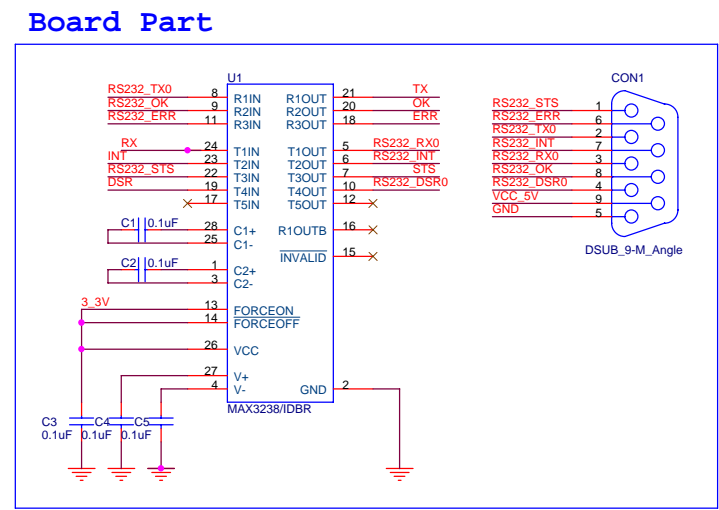 Board Part
U1
RS232_TX0 8 R1IN R1OUT 21 TX
RS232_OK 9 R2IN R2OUT 20 OK
RS232_ERR 11 R3IN R3OUT 18 ERR
RX 24 T1IN T1OUT 5 RS232_RX0
INT 23 T2IN T2OUT 6 RS232_INT
RS232_STS 22 T3IN T3OUT 7 STS
DSR 19 T4IN T4OUT 10 RS232_DSR0
17 T5IN T5OUT 12
C1 0.1uF 28 C1+ R1OUTB 16
25 C1-
INVALID 15
C2 0.1uF 1 C2+
3 C2-
3_3V 13 FORCEON
14 FORCEOFF
26 VCC
27 V+
4 V- GND 2
MAX3238/IDBR
C3 C4 C5
0.1uF 0.1uF 0.1uF
CON1
RS232_STS 1
RS232_ERR 6
RS232_TX0 2
RS232_INT 7
RS232_RX0 3
RS232_OK 8
RS232_DSR0 4
VCC_5V 9
GND 5
DSUB_9-M_Angle